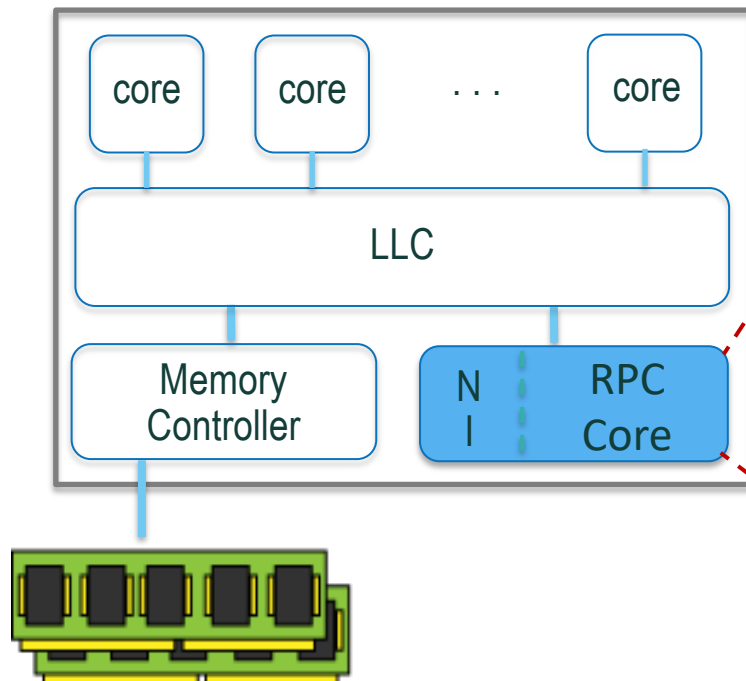 core
core
. . .
core
LLC
Memory
Controller
N
I
RPC
Core